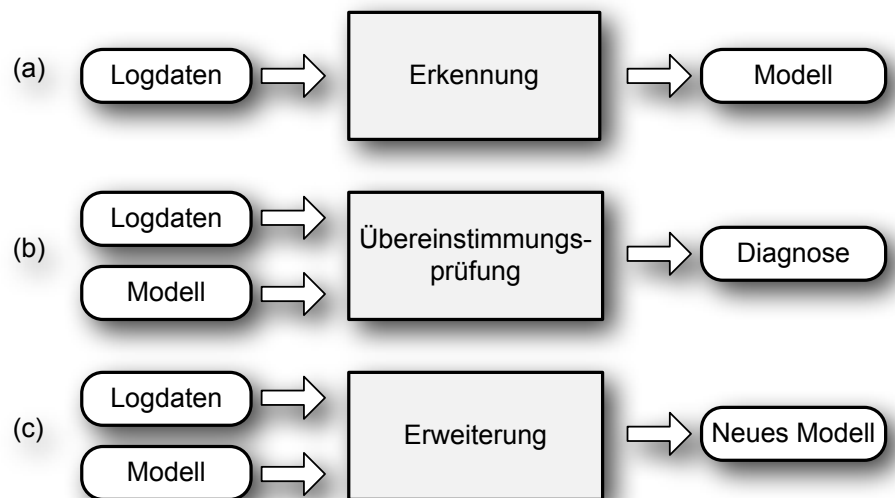 (a)
Logdaten
Erkennung
Modell
(b)
Logdaten
Modell
Übereinstimmungs-
prüfung
Diagnose
(c)
Logdaten
Modell
Erweiterung
Neues Modell